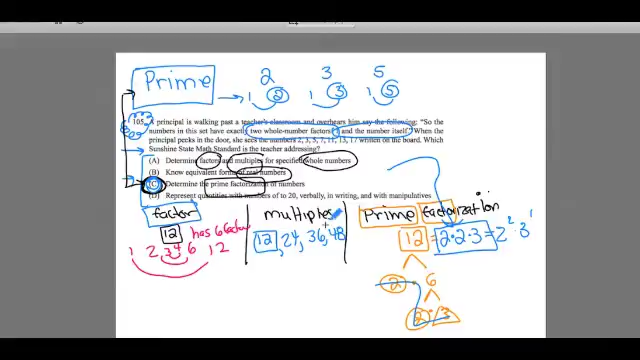 Prime
2 3 5
→ 1 2 1 3 1 5
105. A principal is walking past a teacher's classroom and overhears him say the following: "So the
numbers in this set have exactly two whole-number factors 1 and the number itself." When the
principal peeks in the door, she sees the numbers 2, 3, 5, 7, 11, 13, 17 written on the board. Which
Sunshine State Math Standard is the teacher addressing?
(A) Determine factors and multiples for specified whole numbers
(B) Know equivalent forms of real numbers
(C) Determine the prime factorization of numbers
(D) Represent quantities with numbers of to 20, verbally, in writing, and with manipulatives
factor
12 has 6 factors
1 2 3 4 6 12
multiples
12, 24, 36, 48
Prime factorization
12 = 2·2·3 = 2² · 3¹
2 · 6
2 · 3